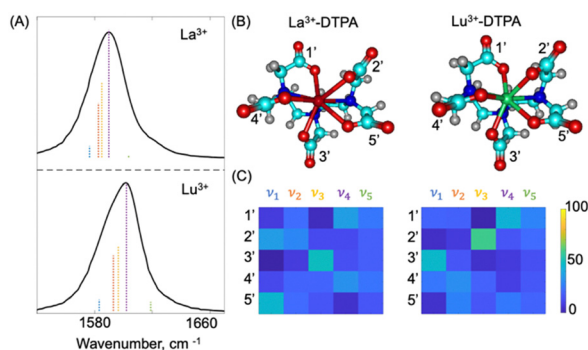 (A)
La³⁺
Lu³⁺
1580 1660
Wavenumber, cm ⁻¹
(B) La³⁺-DTPA Lu³⁺-DTPA
1' 2' 3' 4' 5'
1' 2' 3' 4' 5'
(C) ν₁ ν₂ ν₃ ν₄ ν₅ ν₁ ν₂ ν₃ ν₄ ν₅
1' 1' 100
2' 2'
3' 3' 50
4' 4'
5' 5' 0